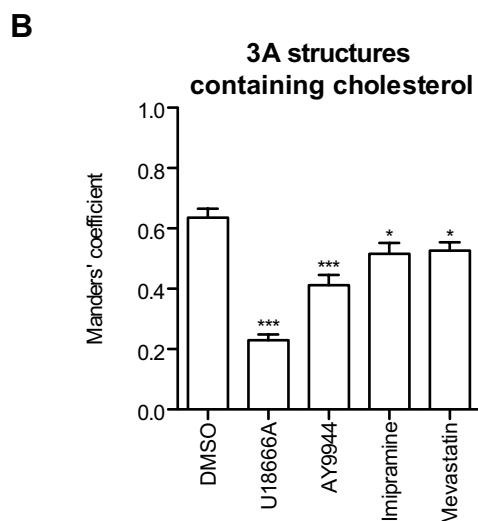 B
3A structures
containing cholesterol
Manders' coefficient
1.0
0.8
0.6
0.4
0.2
0.0
***
***
*
*
DMSO
U18666A
AY9944
Imipramine
Mevastatin